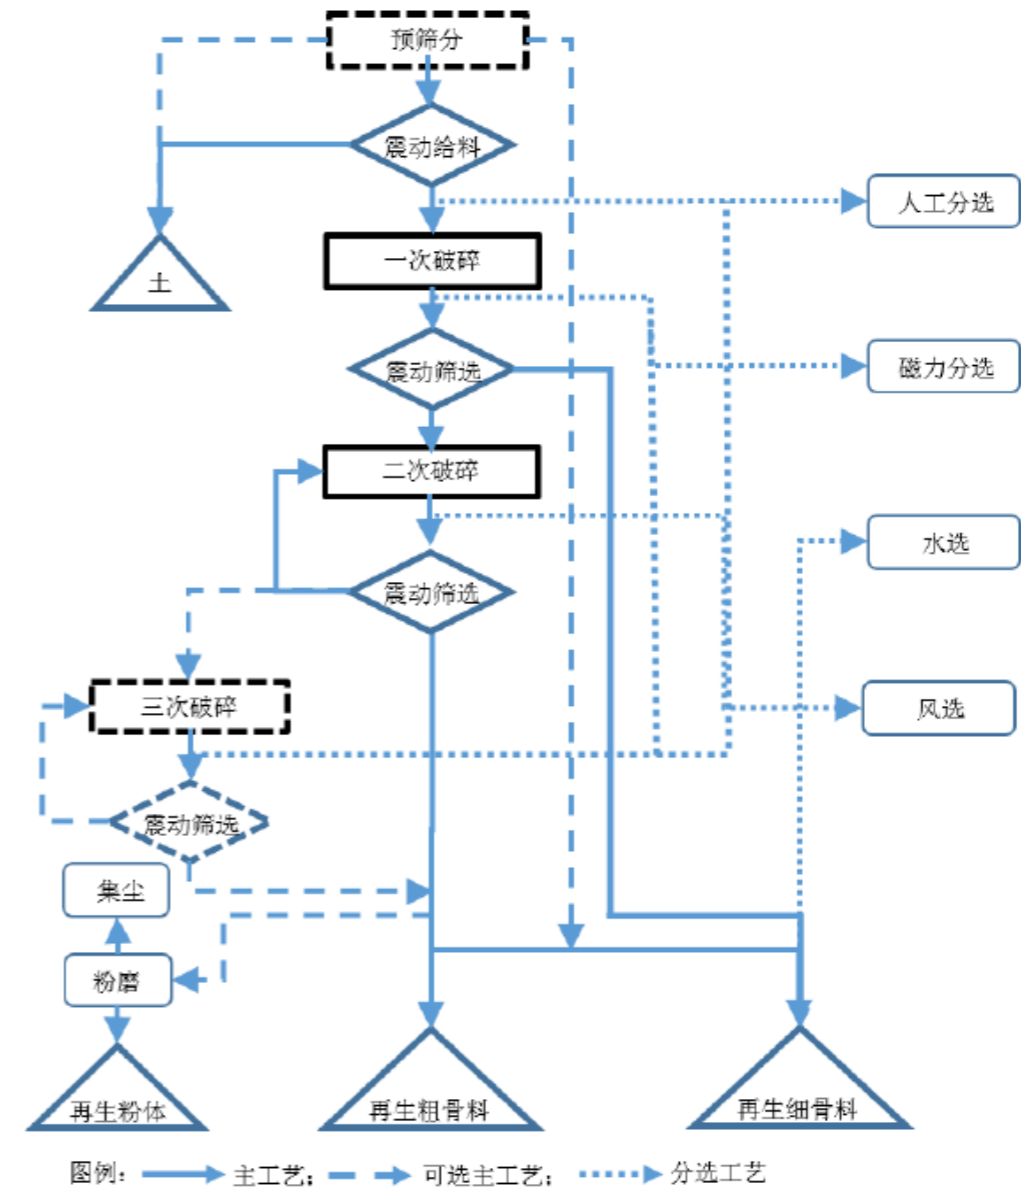 预筛分
震动给料
人工分选
一次破碎
土
震动筛选
磁力分选
二次破碎
水选
震动筛选
三次破碎
风选
震动筛选
集尘
粉磨
再生粉体
再生粗骨料
再生细骨料
图例： 主工艺； 可选主工艺； 分选工艺